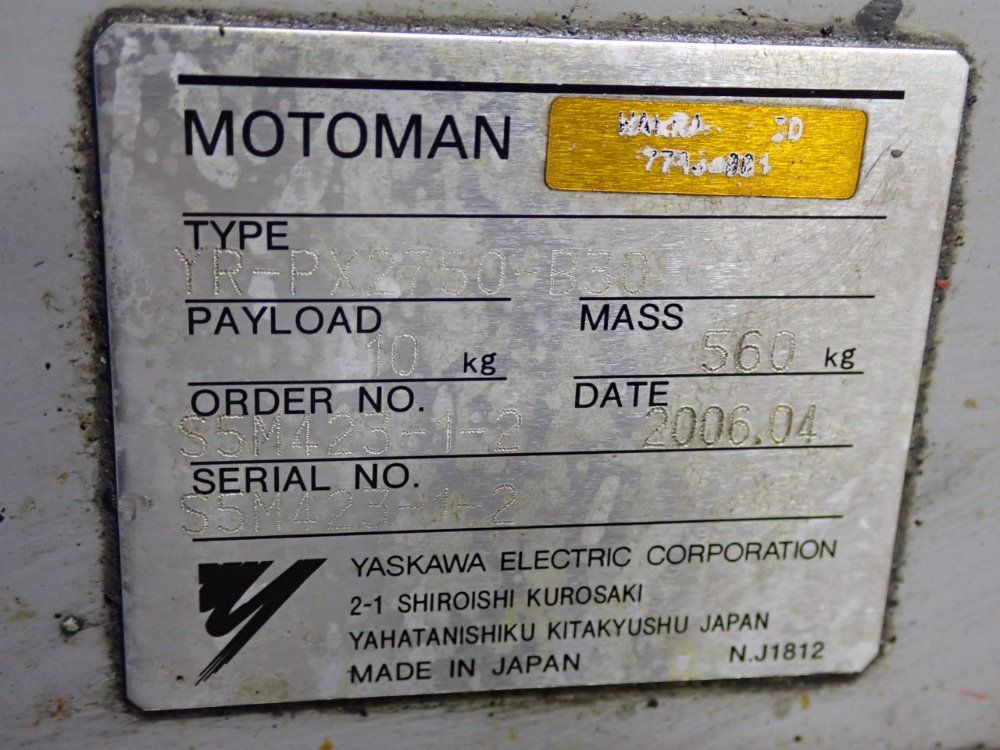 MOTOMAN
TYPE
YR-PX2750-B30
PAYLOAD 10 kg
MASS 560 kg
ORDER NO.
S5M423-1-2
DATE
2006.04
SERIAL NO.
S5M423-1-2
YASKAWA ELECTRIC CORPORATION
2-1 SHIROISHI KUROSAKI
YAHATANISHIKU KITAKYUSHU JAPAN
MADE IN JAPAN
N.J1812